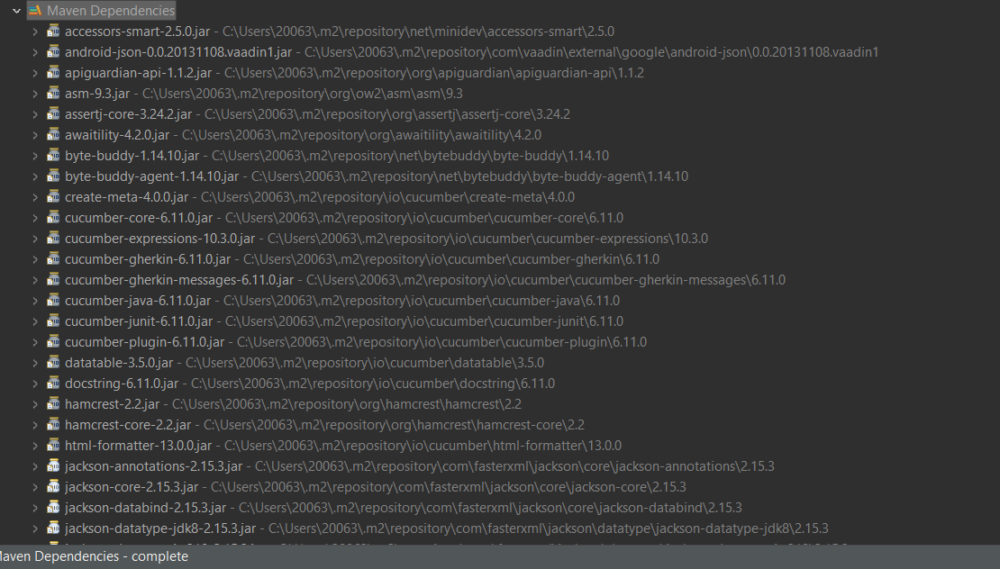 Maven Dependencies
accessors-smart-2.5.0.jar - C:\Users\20063\.m2\repository\net\minidev\accessors-smart\2.5.0
android-json-0.0.20131108.vaadin1.jar - C:\Users\20063\.m2\repository\com\vaadin\external\google\android-json\0.0.20131108.vaadin1
apiguardian-api-1.1.2.jar - C:\Users\20063\.m2\repository\org\apiguardian\apiguardian-api\1.1.2
asm-9.3.jar - C:\Users\20063\.m2\repository\org\ow2\asm\asm\9.3
assertj-core-3.24.2.jar - C:\Users\20063\.m2\repository\org\assertj\assertj-core\3.24.2
awaitility-4.2.0.jar - C:\Users\20063\.m2\repository\org\awaitility\awaitility\4.2.0
byte-buddy-1.14.10.jar - C:\Users\20063\.m2\repository\net\bytebuddy\byte-buddy\1.14.10
byte-buddy-agent-1.14.10.jar - C:\Users\20063\.m2\repository\net\bytebuddy\byte-buddy-agent\1.14.10
create-meta-4.0.0.jar - C:\Users\20063\.m2\repository\io\cucumber\create-meta\4.0.0
cucumber-core-6.11.0.jar - C:\Users\20063\.m2\repository\io\cucumber\cucumber-core\6.11.0
cucumber-expressions-10.3.0.jar - C:\Users\20063\.m2\repository\io\cucumber\cucumber-expressions\10.3.0
cucumber-gherkin-6.11.0.jar - C:\Users\20063\.m2\repository\io\cucumber\cucumber-gherkin\6.11.0
cucumber-gherkin-messages-6.11.0.jar - C:\Users\20063\.m2\repository\io\cucumber\cucumber-gherkin-messages\6.11.0
cucumber-java-6.11.0.jar - C:\Users\20063\.m2\repository\io\cucumber\cucumber-java\6.11.0
cucumber-junit-6.11.0.jar - C:\Users\20063\.m2\repository\io\cucumber\cucumber-junit\6.11.0
cucumber-plugin-6.11.0.jar - C:\Users\20063\.m2\repository\io\cucumber\cucumber-plugin\6.11.0
datatable-3.5.0.jar - C:\Users\20063\.m2\repository\io\cucumber\datatable\3.5.0
docstring-6.11.0.jar - C:\Users\20063\.m2\repository\io\cucumber\docstring\6.11.0
hamcrest-2.2.jar - C:\Users\20063\.m2\repository\org\hamcrest\hamcrest\2.2
hamcrest-core-2.2.jar - C:\Users\20063\.m2\repository\org\hamcrest\hamcrest-core\2.2
html-formatter-13.0.0.jar - C:\Users\20063\.m2\repository\io\cucumber\html-formatter\13.0.0
jackson-annotations-2.15.3.jar - C:\Users\20063\.m2\repository\com\fasterxml\jackson\core\jackson-annotations\2.15.3
jackson-core-2.15.3.jar - C:\Users\20063\.m2\repository\com\fasterxml\jackson\core\jackson-core\2.15.3
jackson-databind-2.15.3.jar - C:\Users\20063\.m2\repository\com\fasterxml\jackson\core\jackson-databind\2.15.3
jackson-datatype-jdk8-2.15.3.jar - C:\Users\20063\.m2\repository\com\fasterxml\jackson\datatype\jackson-datatype-jdk8\2.15.3
Maven Dependencies - complete